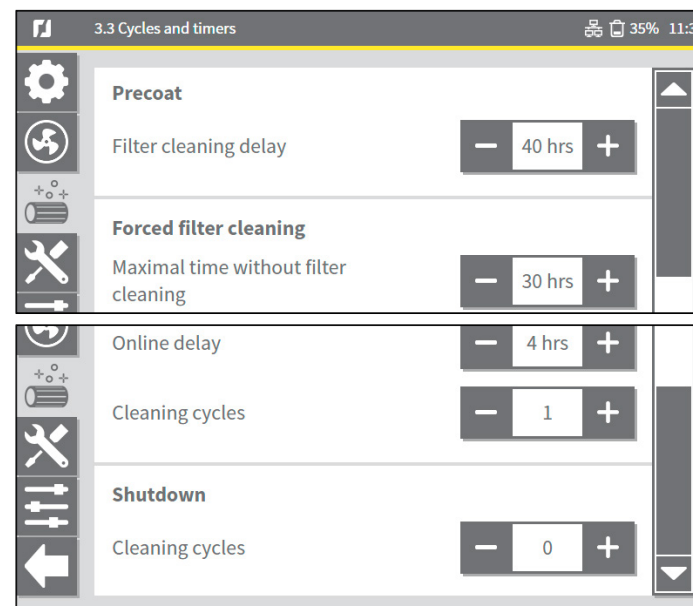 3.3 Cycles and timers 35% 11:3
Precoat
Filter cleaning delay 40 hrs
Forced filter cleaning
Maximal time without filter
cleaning 30 hrs
Online delay 4 hrs
Cleaning cycles 1
Shutdown
Cleaning cycles 0